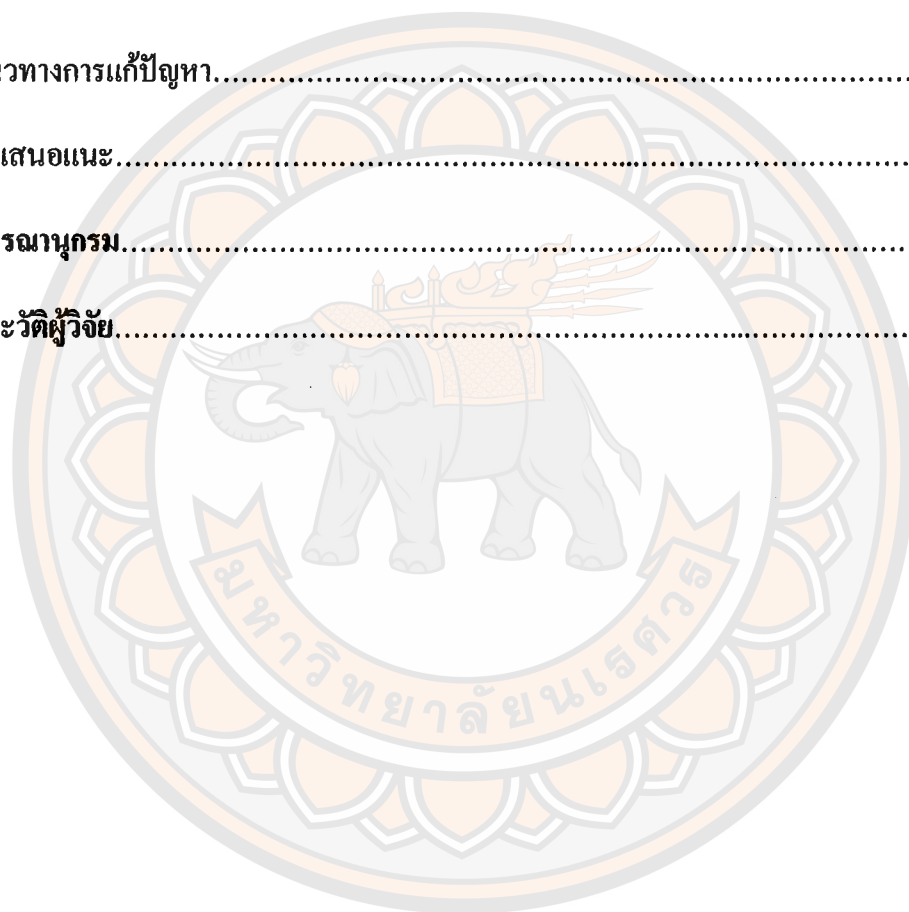 วทางการแก้ปัญหา........................................................................
เสนอแนะ........................................................................
รณานุกรม........................................................................
ะวัติผู้วิจัย........................................................................
มหาวิทยาลัยนเรศวร